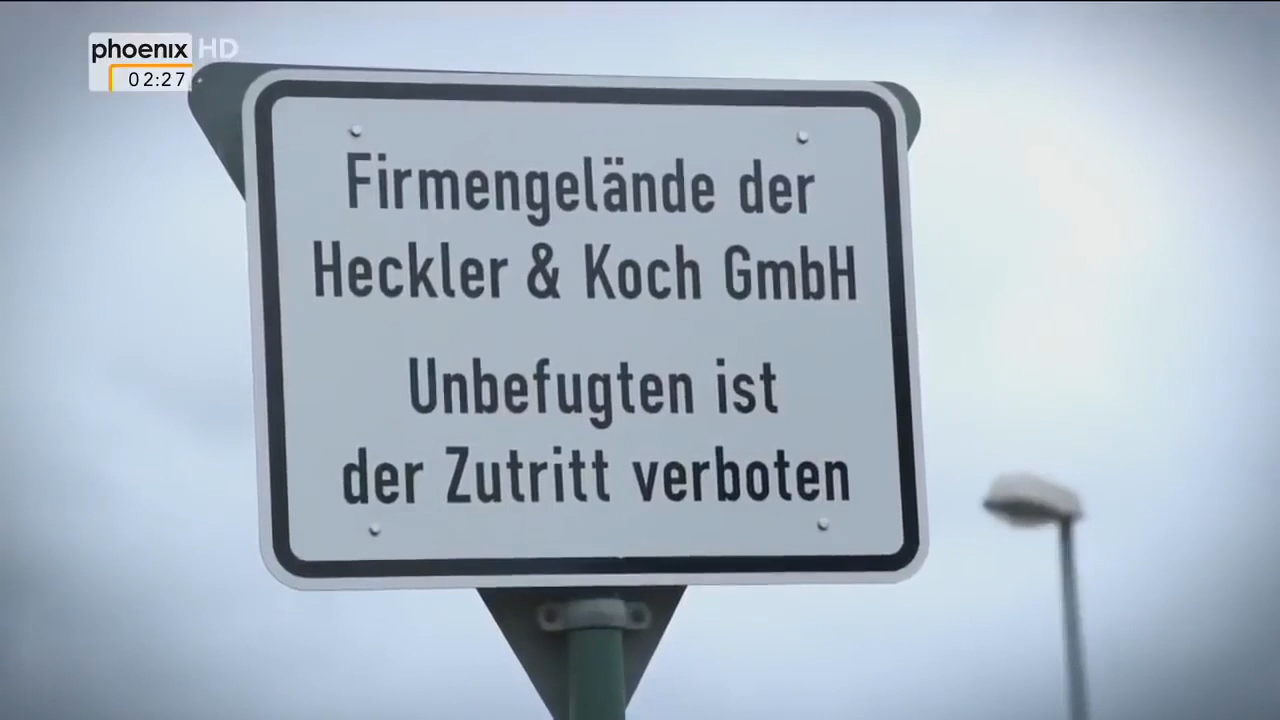 phoenix HD
02:27
Firmengelände der
Heckler & Koch GmbH
Unbefugten ist
der Zutritt verboten